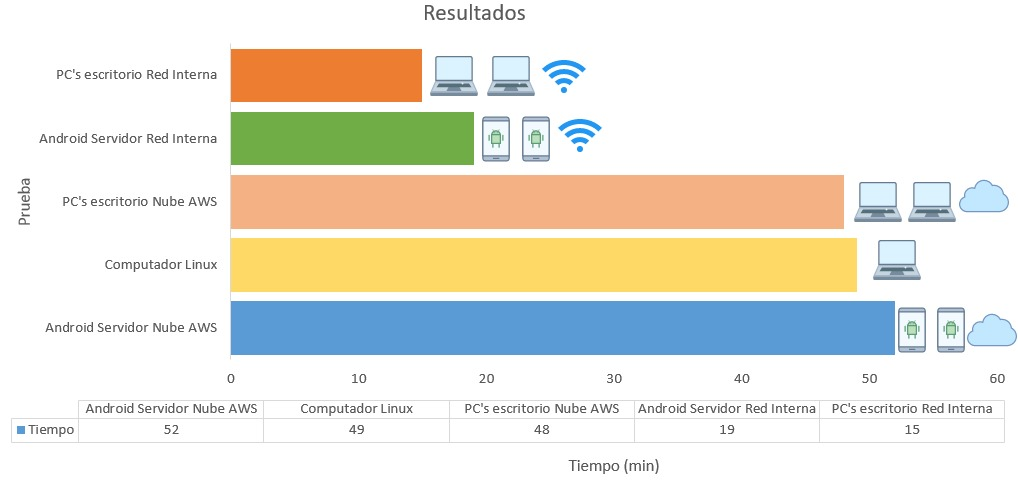 Resultados
Prueba
PC's escritorio Red Interna
Android Servidor Red Interna
PC's escritorio Nube AWS
Computador Linux
Android Servidor Nube AWS
0 10 20 30 40 50 60
Android Servidor Nube AWS Computador Linux PC's escritorio Nube AWS Android Servidor Red Interna PC's escritorio Red Interna
Tiempo 52 49 48 19 15
Tiempo (min)